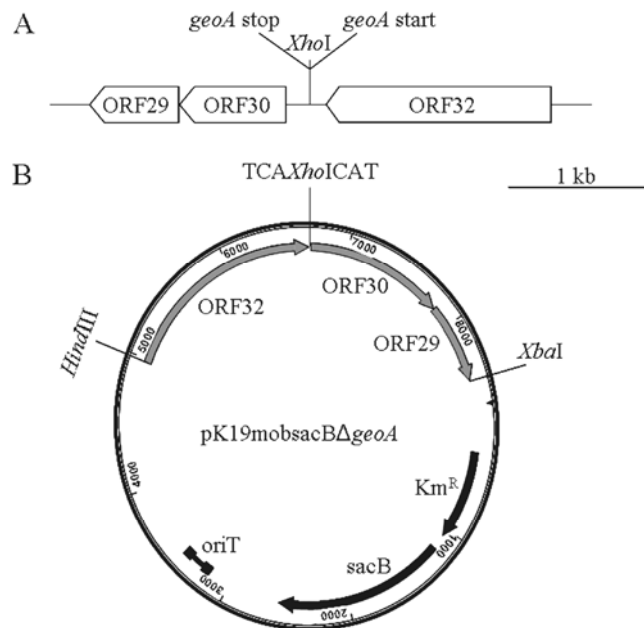 A
geoA stop
geoA start
XhoI
ORF29
ORF30
ORF32
B
TCAXhoICAT
1 kb
6000
7000
ORF32
ORF30
5000
8000
ORF29
HindIII
XbaI
pK19mobsacBΔgeoA
4000
KmR
1000
oriT
sacB
3000
2000